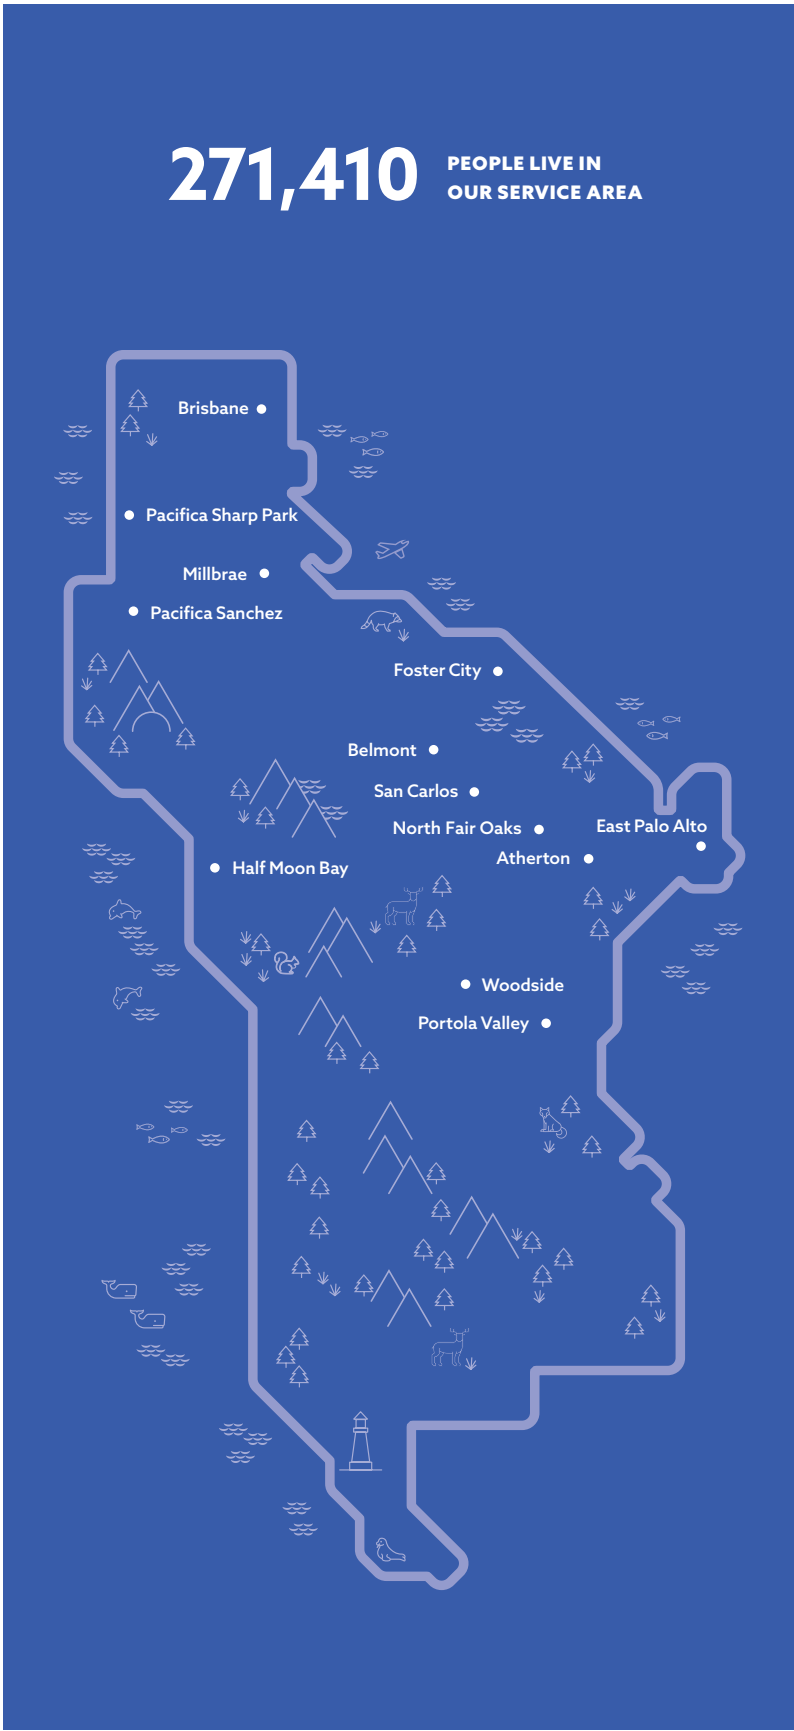 271,410
PEOPLE LIVE IN
OUR SERVICE AREA
Brisbane
Pacifica Sharp Park
Millbrae
Pacifica Sanchez
Foster City
Belmont
San Carlos
North Fair Oaks
East Palo Alto
Atherton
Half Moon Bay
Woodside
Portola Valley